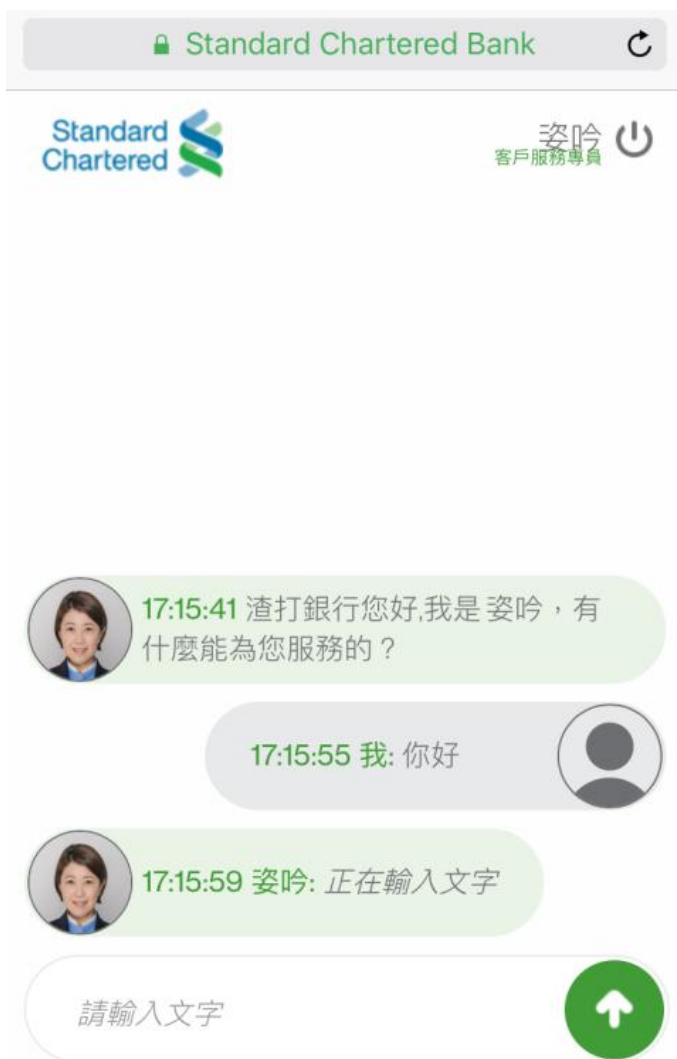 Standard Chartered Bank
Standard
Chartered
姿吟
客戶服務專員
17:15:41 渣打銀行您好,我是 姿吟，有
什麼能為您服務的？
17:15:55 我: 你好
17:15:59 姿吟: 正在輸入文字
請輸入文字